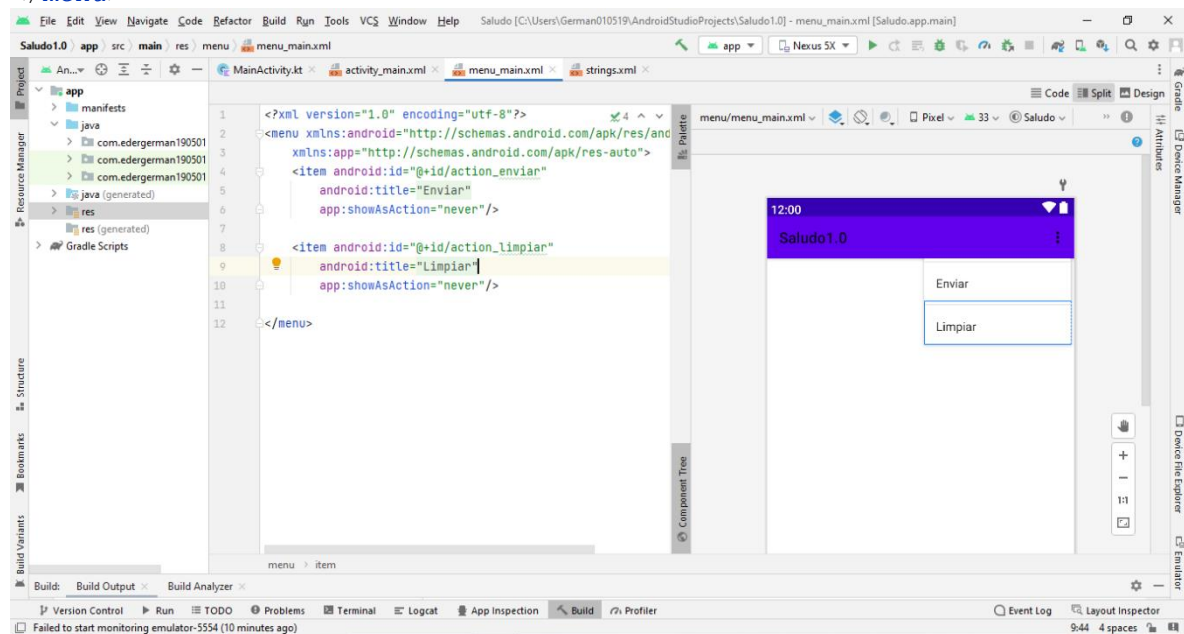 File Edit View Navigate Code Refactor Build Run Tools VCS Window Help Saludo [C:\Users\German010519\AndroidStudioProjects\Saludo1.0] - menu_main.xml [Saludo.app.main]
Saludo1.0 app src main res menu menu_main.xml app Nexus 5X
An... MainActivity.kt activity_main.xml menu_main.xml strings.xml
Code Split Design
app
manifests
java
com.edergerman190501
com.edergerman190501
com.edergerman190501
java (generated)
res
res (generated)
Gradle Scripts
1 <?xml version="1.0" encoding="utf-8"?> 4
2 <menu xmlns:android="http://schemas.android.com/apk/res/and
3 xmlns:app="http://schemas.android.com/apk/res-auto">
4 <item android:id="@+id/action_enviar"
5 android:title="Enviar"
6 app:showAsAction="never"/>
7
8 <item android:id="@+id/action_limpiar"
9 android:title="Limpiar"
10 app:showAsAction="never"/>
11
12 </menu>
menu item
menu/menu_main.xml Pixel 33 Saludo
12:00
Saludo1.0
Enviar
Limpiar
1:1
Project
Resource Manager
Structure
Bookmarks
Build Variants
Palette
Component Tree
Attributes
Gradle
Device Manager
Device File Explorer
Emulator
Build: Build Output Build Analyzer
Version Control Run TODO Problems Terminal Logcat App Inspection Build Profiler Event Log Layout Inspector
Failed to start monitoring emulator-5554 (10 minutes ago) 9:44 4 spaces